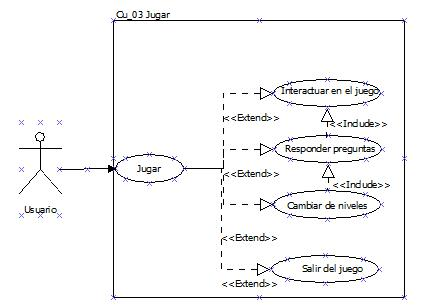 Cu_03 Jugar
Interactuar en el juego
<<Extend>>
<<Include>>
Responder preguntas
Jugar
<<Extend>>
<<Include>>
Usuario
Cambiar de niveles
<<Extend>>
<<Extend>>
Salir del juego
<<Extend>>